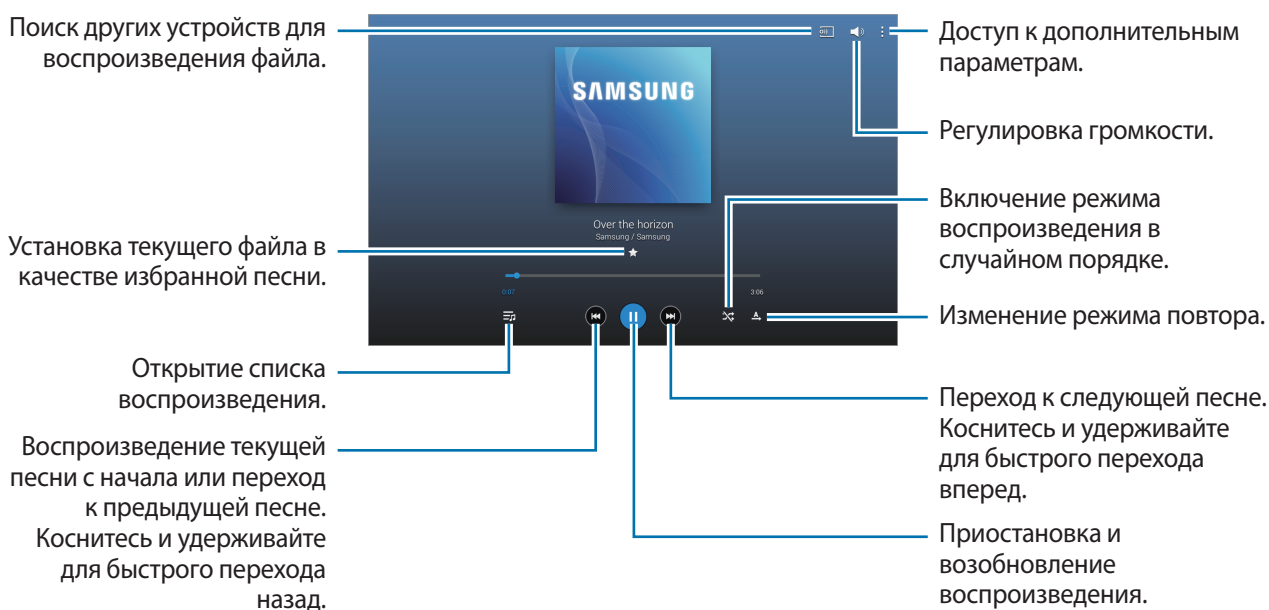 Поиск других устройств для
воспроизведения файла.
Установка текущего файла в
качестве избранной песни.
Открытие списка
воспроизведения.
Воспроизведение текущей
песни с начала или переход
к предыдущей песне.
Коснитесь и удерживайте
для быстрого перехода
назад.
SAMSUNG
Over the horizon
Samsung / Samsung
0:07
3:06
Доступ к дополнительным
параметрам.
Регулировка громкости.
Включение режима
воспроизведения в
случайном порядке.
Изменение режима повтора.
Переход к следующей песне.
Коснитесь и удерживайте
для быстрого перехода
вперед.
Приостановка и
возобновление
воспроизведения.